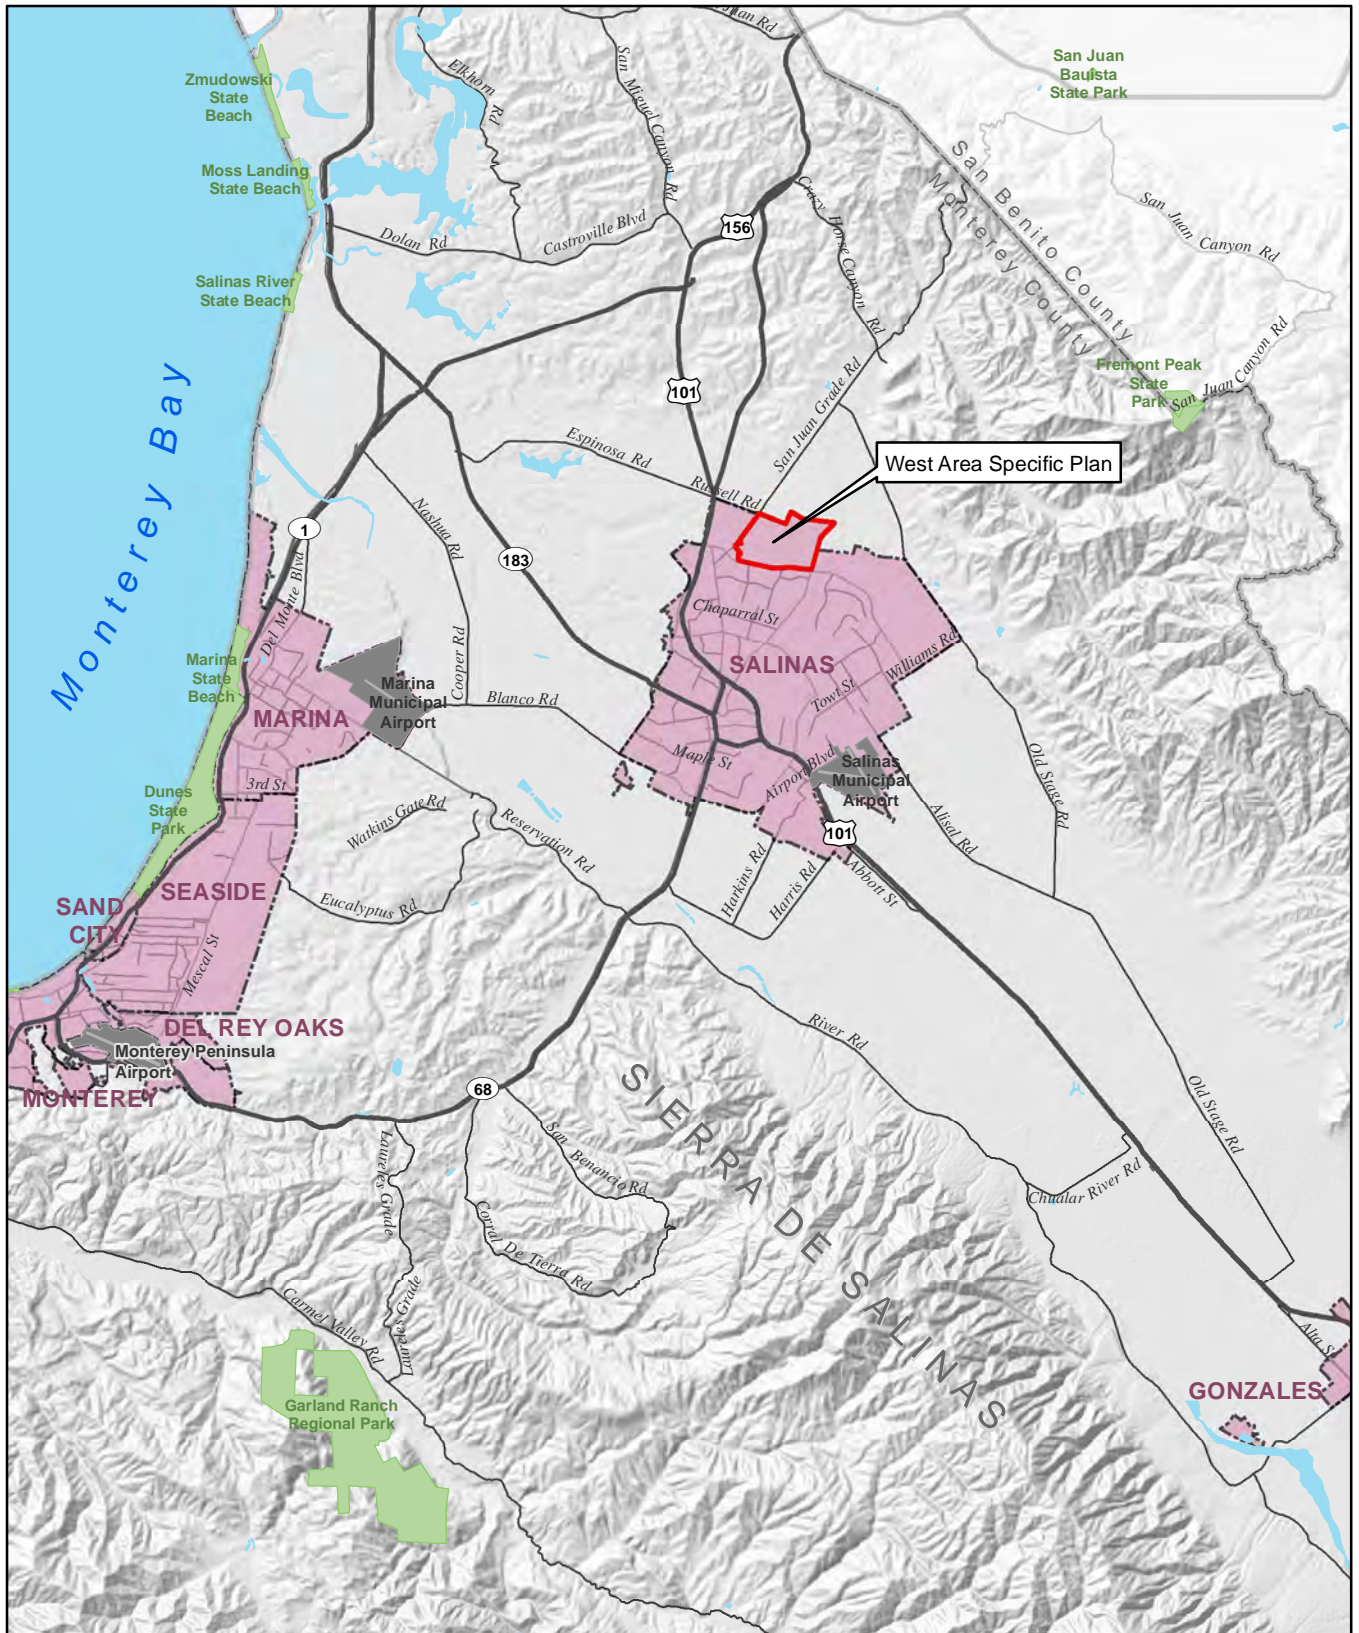 Juan Rd
Elkhorn Rd
San Miguel Canyon Rd
San Juan
Bautista
State Park
Zmudowski
State
Beach
Moss Landing
State Beach
San Benito County
Monterey County
Crazy Horse Canyon Rd
San Juan Canyon Rd
156
Castroville Blvd
Dolan Rd
Salinas River
State Beach
San Juan Canyon Rd
Fremont Peak
State
Park
101
San Juan Grade Rd
Monterey Bay
Espinosa Rd
West Area Specific Plan
Russell Rd
1
Nashua Rd
183
Del Monte Blvd
Chaparral St
Cooper Rd
SALINAS
Williams Rd
Marina
State
Beach
Marina
Municipal
Airport
Blanco Rd
Towt St
MARINA
Maple St
Airport Blvd
Salinas
Municipal
Airport
Old Stage Rd
3rd St
Dunes
State
Park
Watkins Gate Rd
Reservation Rd
101
Alisal Rd
SEASIDE
Eucalyptus Rd
Harkins Rd
Harris Rd
Abbott St
SAND
CITY
Mescal St
DEL REY OAKS
River Rd
Monterey Peninsula
Airport
MONTEREY
68
SIERRA DE SALINAS
Old Stage Rd
San Benancio Rd
Laureles Grade
Chualar River Rd
Corral De Tierra Rd
Laureles Grade
Carmel Valley Rd
Alta St
GONZALES
Garland Ranch
Regional Park